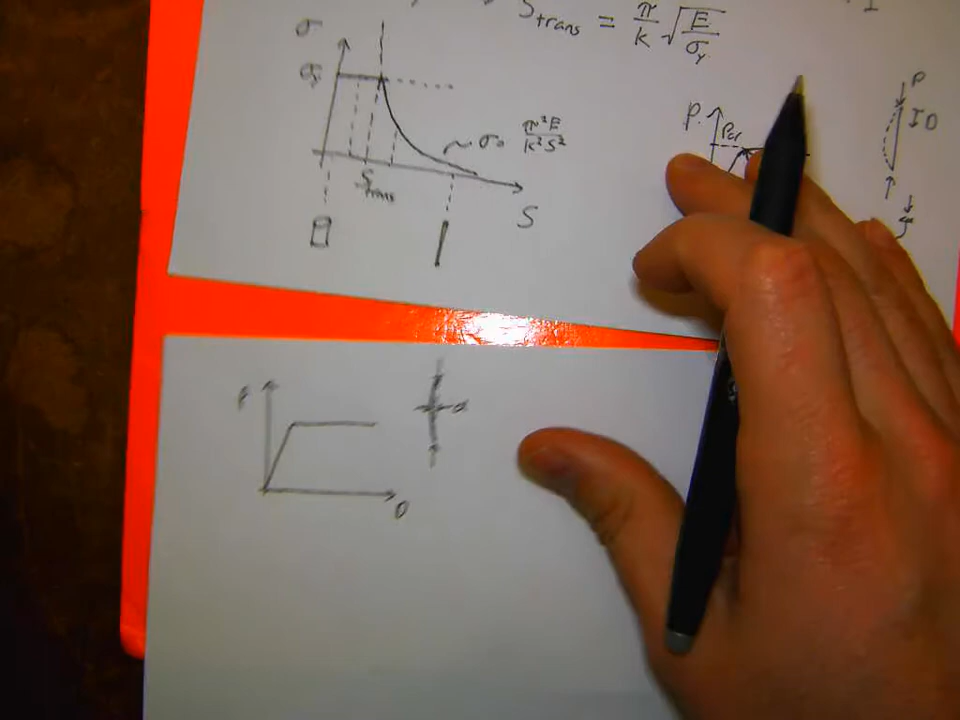 S_trans = π/k √(E/σ_y)
σ
σ_y
P
P. P_cr
D
σ = π²E/k²S²
S_trans
S
P
D